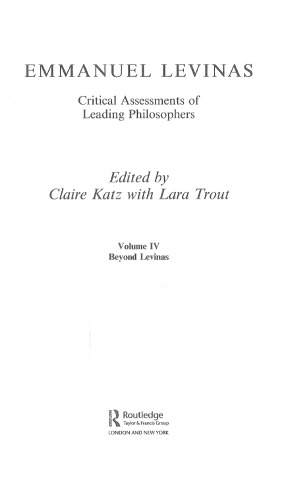 EMMANUEL LEVINAS
Critical Assessments of
Leading Philosophers
Edited by
Claire Katz with Lara Trout
Volume IV
Beyond Levinas
R
Routledge
Taylor & Francis Group
LONDON AND NEW YORK